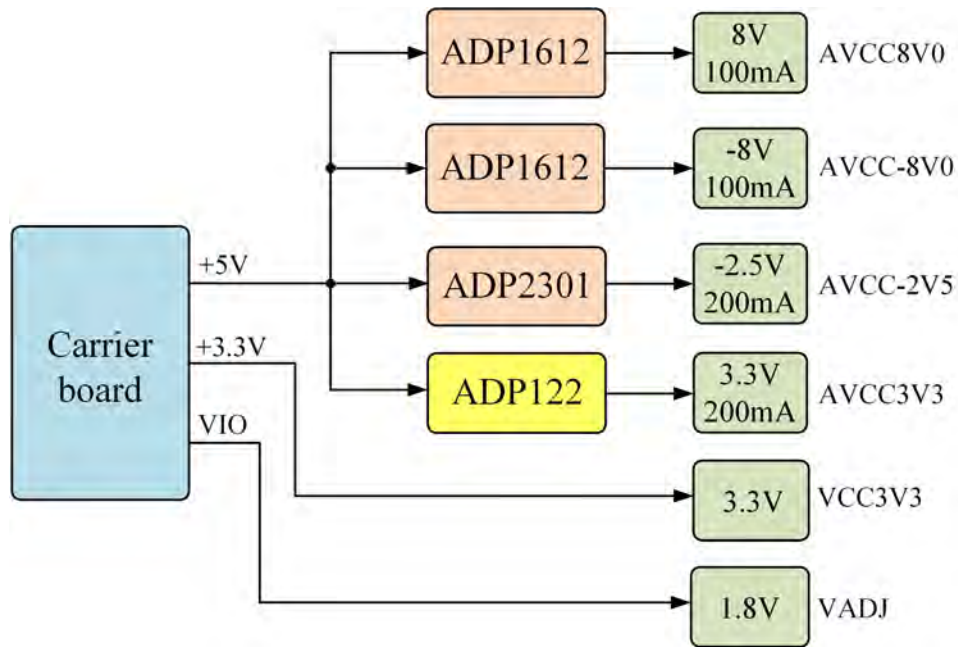 ADP1612
8V
100mA
AVCC8V0
ADP1612
-8V
100mA
AVCC-8V0
+5V
ADP2301
-2.5V
200mA
AVCC-2V5
Carrier
board
+3.3V
ADP122
3.3V
200mA
AVCC3V3
VIO
3.3V
VCC3V3
1.8V
VADJ